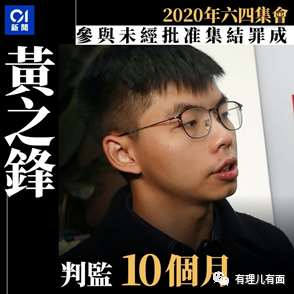 01
新聞
2020年六四集會
參與未經批准集結罪成
黃之鋒
判監 10個月
有理儿有面